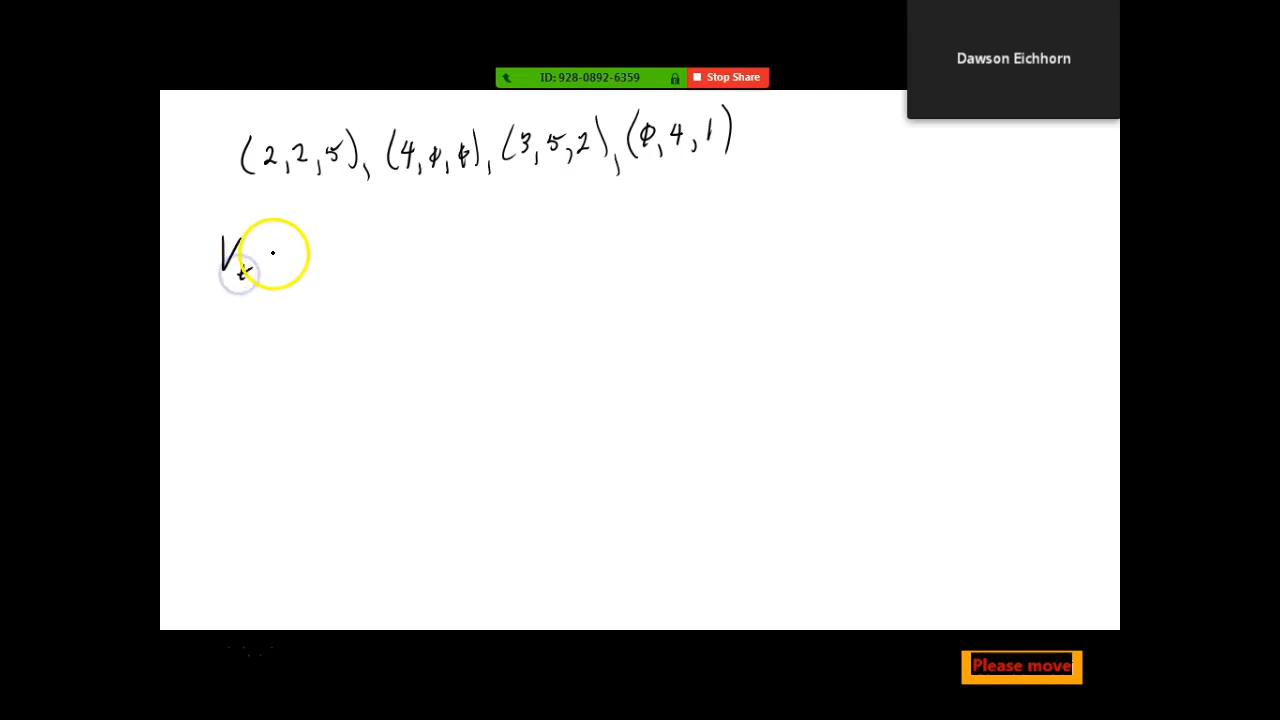 Dawson Eichhorn
ID: 928-0892-6359 Stop Share
(2,2,5), (4,φ,φ), (3,5,2), (φ,4,1)
V_t
Please move